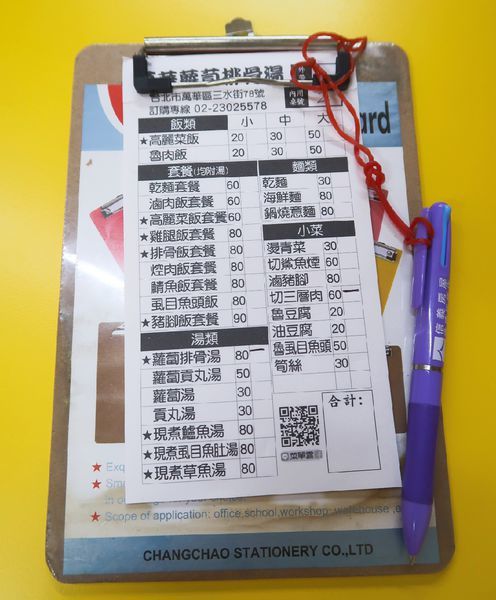 蘿蔔排骨湯
台北市萬華區三水街78號
訂購專線 02-23025578
內用
桌號
飯類 小 中 大
★高麗菜飯 20 30 50
魯肉飯 20 30 50
套餐(均附湯)
乾麵套餐 60
滷肉飯套餐 60
★高麗菜飯套餐 60
★雞腿飯套餐 80
★排骨飯套餐 80
焢肉飯套餐 80
鯖魚飯套餐 80
虱目魚頭飯 80
★豬腳飯套餐 90
湯類
★蘿蔔排骨湯 80
蘿蔔貢丸湯 50
蘿蔔湯 30
貢丸湯 30
★現煮鱸魚湯 80
★現煮虱目魚肚湯 80
★現煮草魚湯 80
麵類
乾麵 30
海鮮麵 80
鍋燒意麵 80
小菜
燙青菜 30
切鯊魚煙 60
滷豬腳 80
切三層肉 60
魯豆腐 20
油豆腐 20
魯虱目魚頭 50
筍絲 30
合計:
ard
★ Exq
★ Sma
★ Scope of application: office,school,workshop,warehouse
CHANGCHAO STATIONERY CO.,LTD